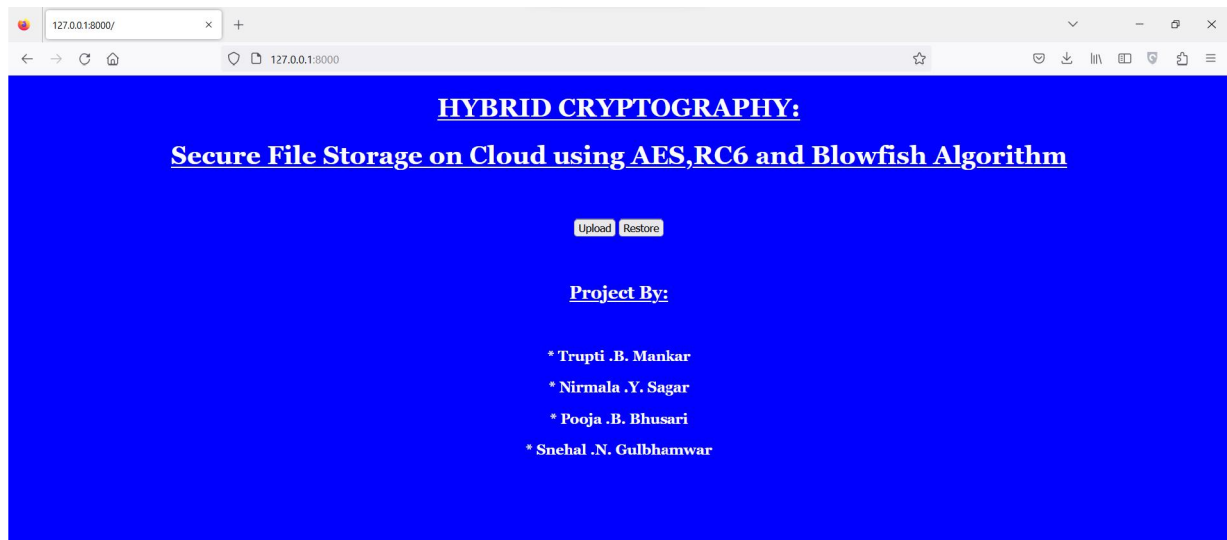 127.0.0.1:8000/
127.0.0.1:8000
HYBRID CRYPTOGRAPHY:
Secure File Storage on Cloud using AES,RC6 and Blowfish Algorithm
Upload Restore
Project By:
* Trupti .B. Mankar
* Nirmala .Y. Sagar
* Pooja .B. Bhusari
* Snehal .N. Gulbhamwar